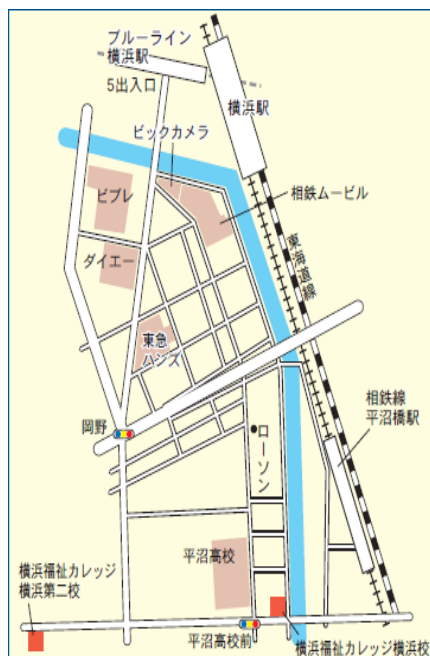 ブルーライン
横浜駅
5出入口
横浜駅
ビックカメラ
ビブレ
相鉄ムービル
ダイエー
東海道線
東急
ハンズ
相鉄線
平沼橋駅
岡野
ローソン
平沼高校
横浜福祉カレッジ
横浜第二校
平沼高校前
横浜福祉カレッジ横浜校